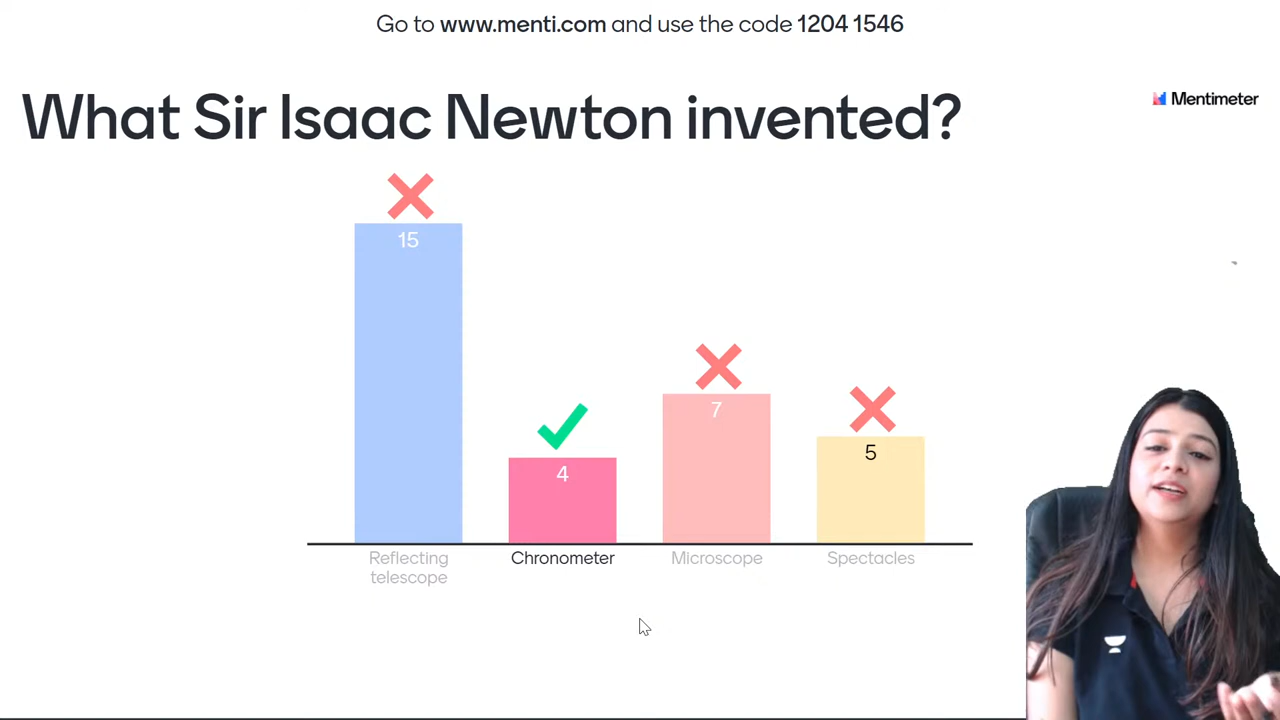 Go to www.menti.com and use the code 1204 1546
What Sir Isaac Newton invented?
Mentimeter
15
4
7
5
Reflecting
telescope
Chronometer
Microscope
Spectacles